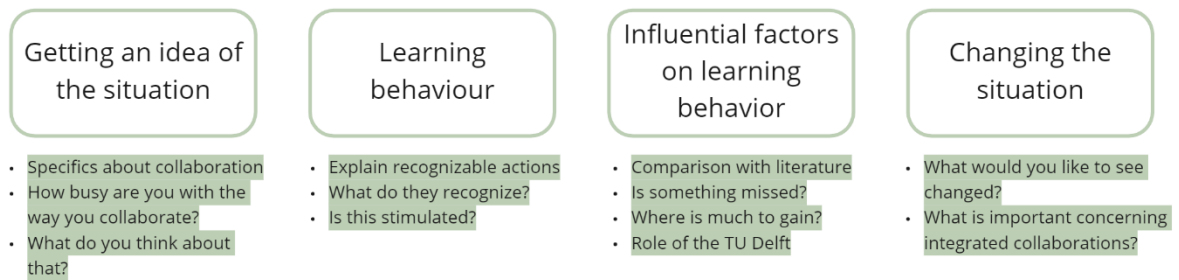 Getting an idea of
the situation
• Specifics about collaboration
• How busy are you with the
way you collaborate?
• What do you think about
that?
Learning
behaviour
• Explain recognizable actions
• What do they recognize?
• Is this stimulated?
Influential factors
on learning
behavior
• Comparison with literature
• Is something missed?
• Where is much to gain?
• Role of the TU Delft
Changing the
situation
• What would you like to see
changed?
• What is important concerning
integrated collaborations?